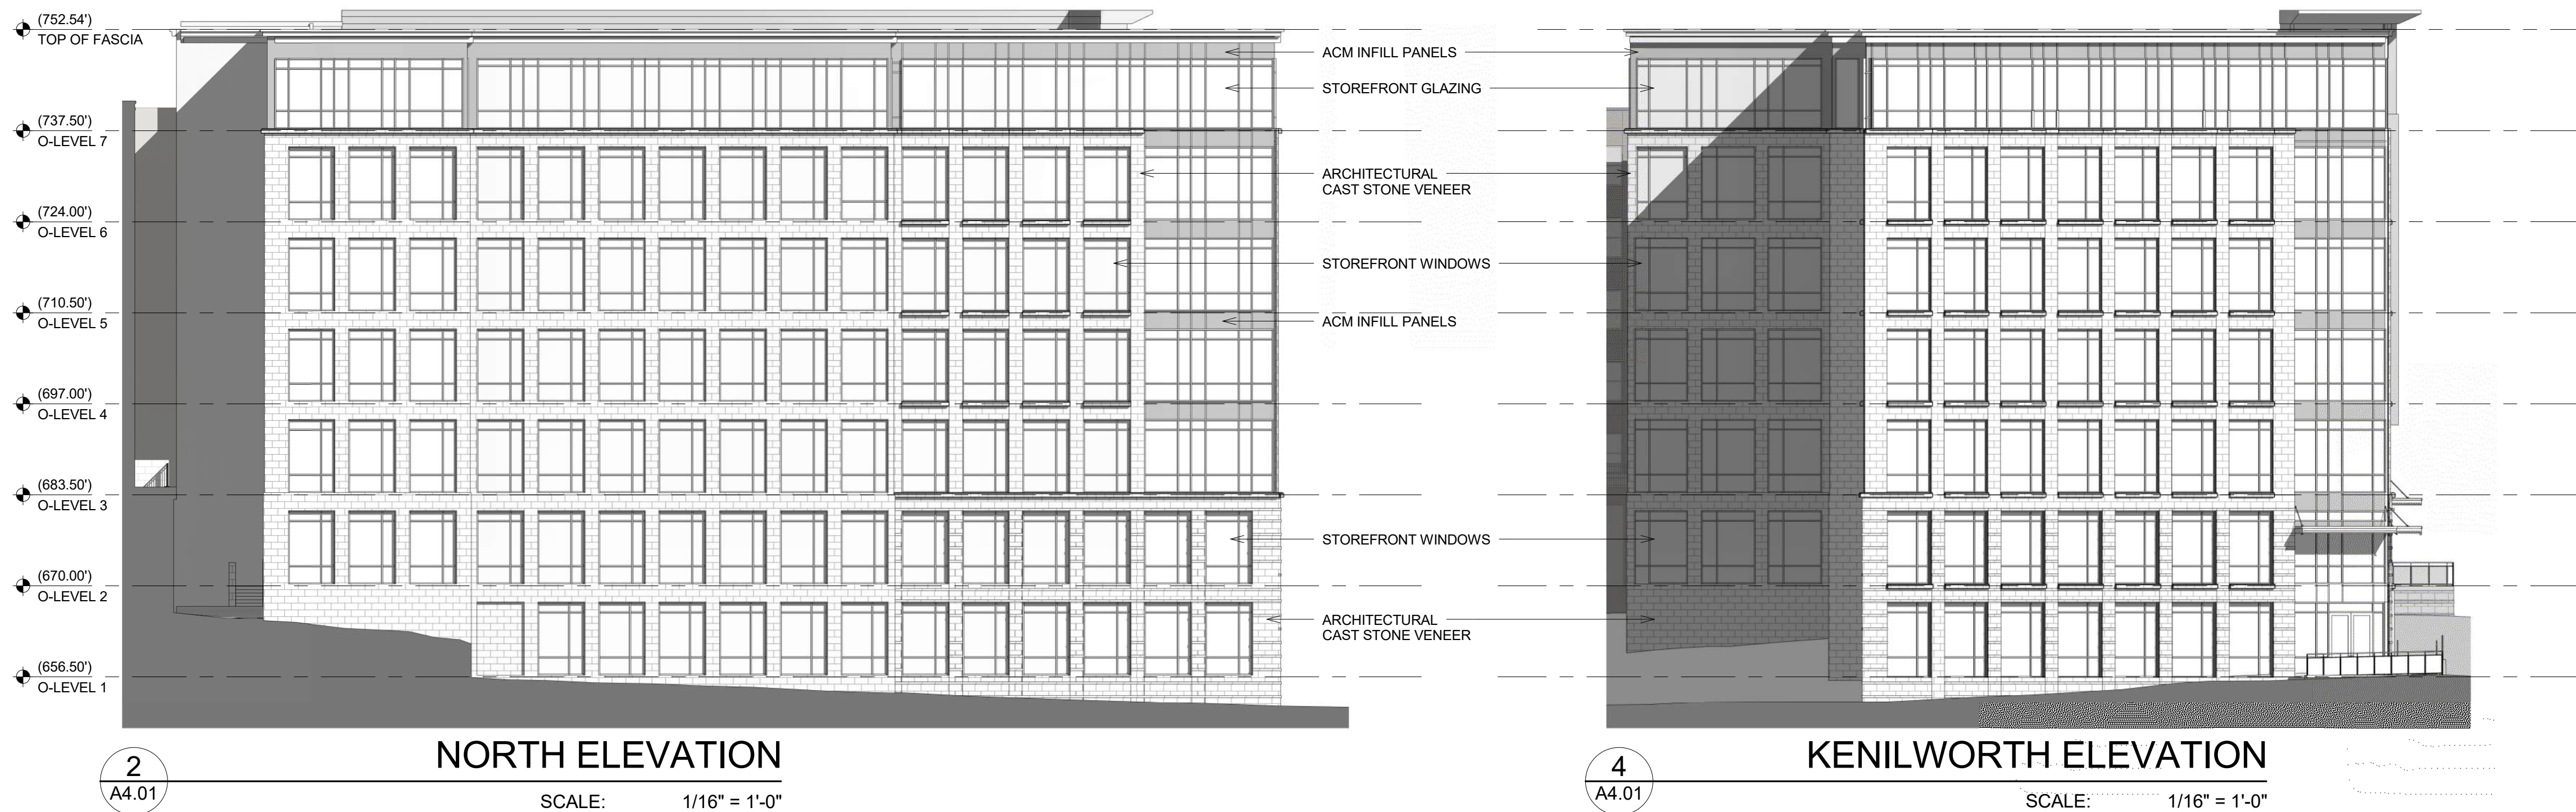 (752.54')
TOP OF FASCIA
(737.50')
O-LEVEL 7
(724.00')
O-LEVEL 6
(710.50')
O-LEVEL 5
(697.00')
O-LEVEL 4
(683.50')
O-LEVEL 3
(670.00')
O-LEVEL 2
(656.50')
O-LEVEL 1
ACM INFILL PANELS
STOREFRONT GLAZING
ARCHITECTURAL
CAST STONE VENEER
STOREFRONT WINDOWS
ACM INFILL PANELS
STOREFRONT WINDOWS
ARCHITECTURAL
CAST STONE VENEER
2
A4.01
NORTH ELEVATION
SCALE: 1/16" = 1'-0"
4
A4.01
KENILWORTH ELEVATION
SCALE: 1/16" = 1'-0"